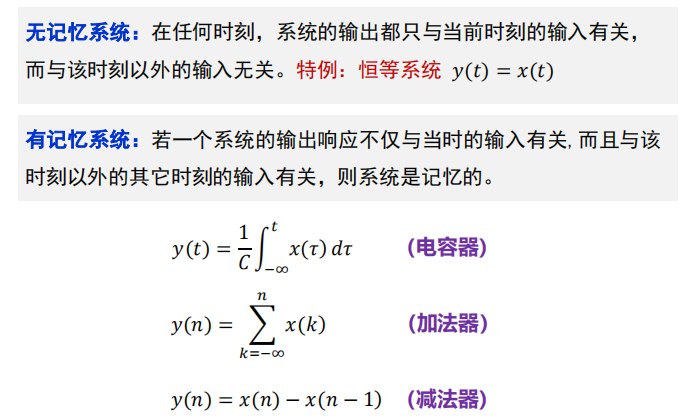 无记忆系统：在任何时刻，系统的输出都只与当前时刻的输入有关，
而与该时刻以外的输入无关。特例：恒等系统 y(t) = x(t)
有记忆系统：若一个系统的输出响应不仅与当时的输入有关, 而且与该
时刻以外的其它时刻的输入有关，则系统是记忆的。
y(t) = \frac{1}{C} \int_{-∞}^{t} x(τ) dτ (电容器)
y(n) = \sum_{k=-∞}^{n} x(k) (加法器)
y(n) = x(n) − x(n − 1) (减法器)